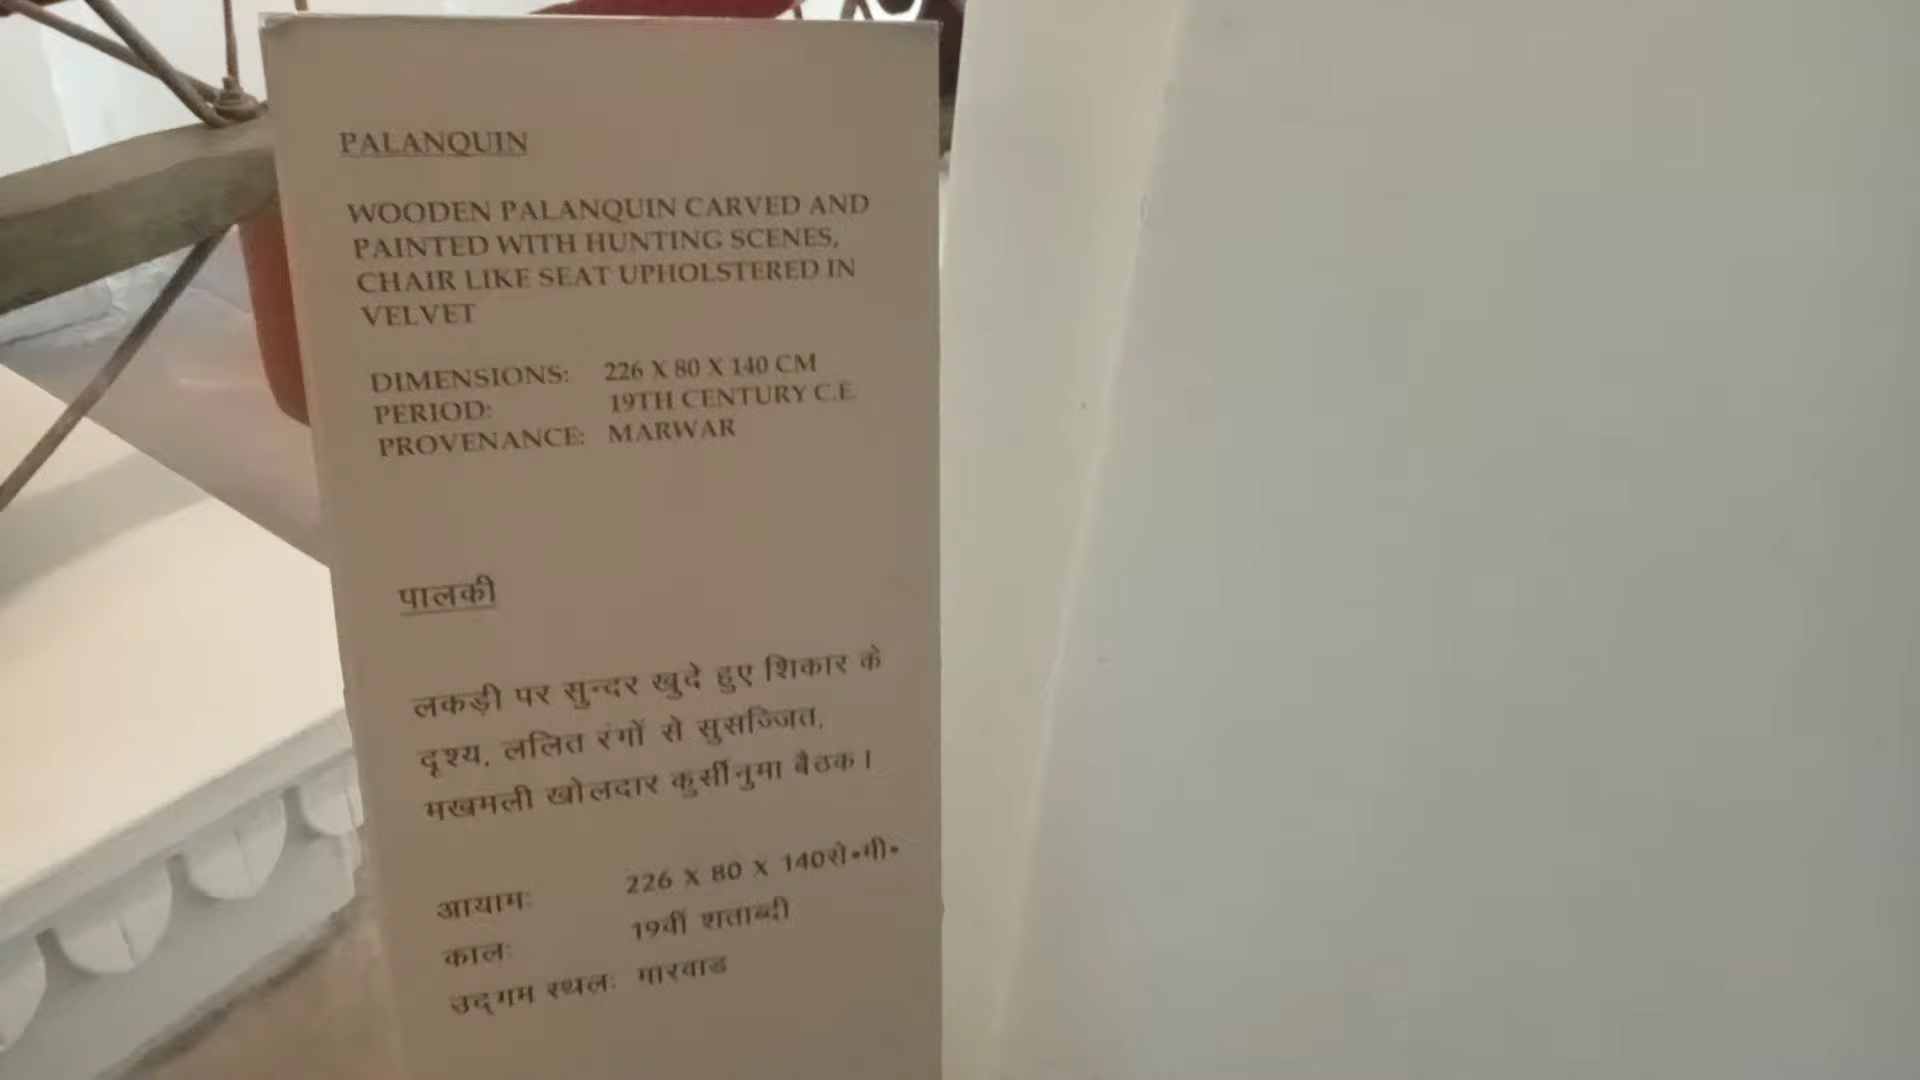 PALANQUIN
WOODEN PALANQUIN CARVED AND
PAINTED WITH HUNTING SCENES,
CHAIR LIKE SEAT UPHOLSTERED IN
VELVET
DIMENSIONS: 226 X 80 X 140 CM
PERIOD: 19TH CENTURY C.E.
PROVENANCE: MARWAR
पालकी
लकड़ी पर सुन्दर खुदे हुए शिकार के
दृश्य, ललित रंगों से सुसज्जित,
मखमली खोलदार कुर्सीनुमा बैठक।
आयामः 226 X 80 X 140से॰मी॰
कालः 19वीं शताब्दी
उद्गम स्थलः मारवाड